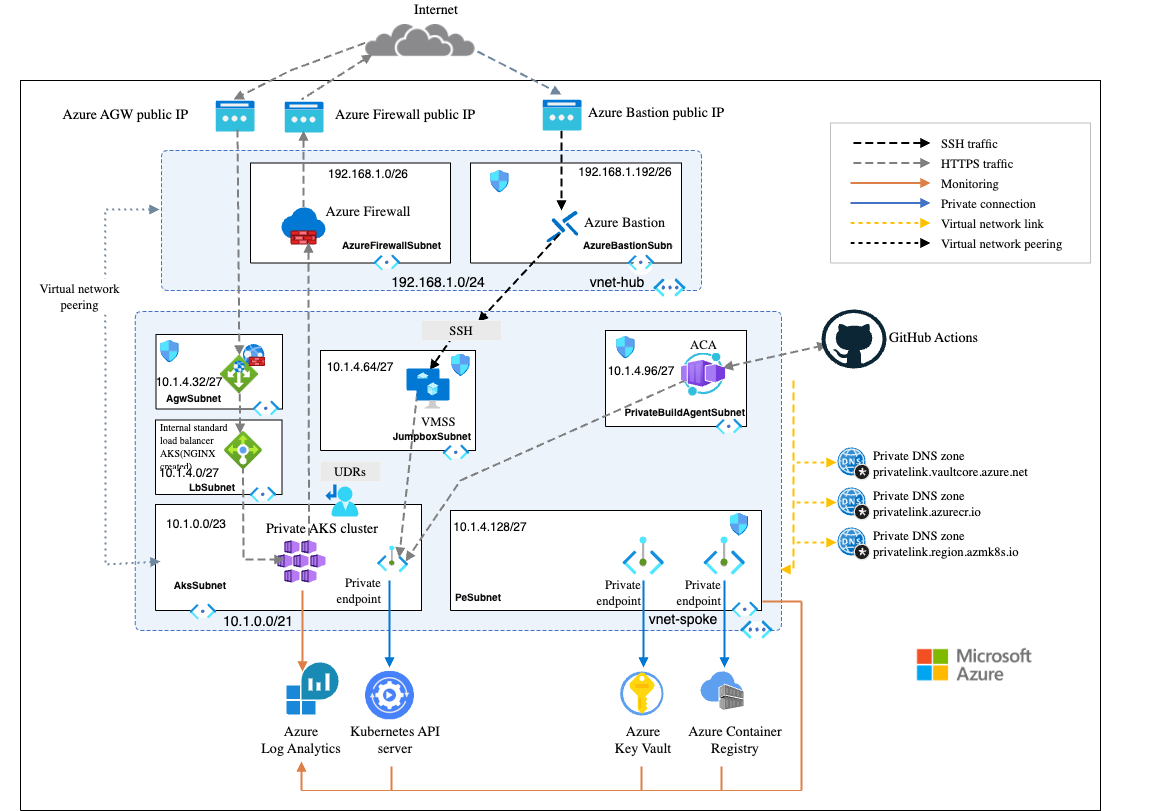 Internet
Azure AGW public IP
Azure Firewall public IP
Azure Bastion public IP
SSH traffic
HTTPS traffic
Monitoring
Private connection
Virtual network link
Virtual network peering
192.168.1.0/26
Azure Firewall
AzureFirewallSubnet
192.168.1.192/26
Azure Bastion
AzureBastionSubn
192.168.1.0/24
vnet-hub
Virtual network
peering
SSH
10.1.4.32/27
AgwSubnet
10.1.4.64/27
VMSS
JumpboxSubnet
ACA
10.1.4.96/27
PrivateBuildAgentSubnet
GitHub Actions
Internal standard
load balancer
AKS(NGINX
created)
10.1.4.0/27
LbSubnet
UDRs
DNS
Private DNS zone
privatelink.vaultcore.azure.net
DNS
Private DNS zone
privatelink.azurecr.io
DNS
Private DNS zone
privatelink.region.azmk8s.io
10.1.0.0/23
Private AKS cluster
AksSubnet
Private
endpoint
10.1.4.128/27
PeSubnet
Private
endpoint
Private
endpoint
10.1.0.0/21
vnet-spoke
Microsoft
Azure
Azure
Log Analytics
Kubernetes API
server
Azure
Key Vault
Azure Container
Registry